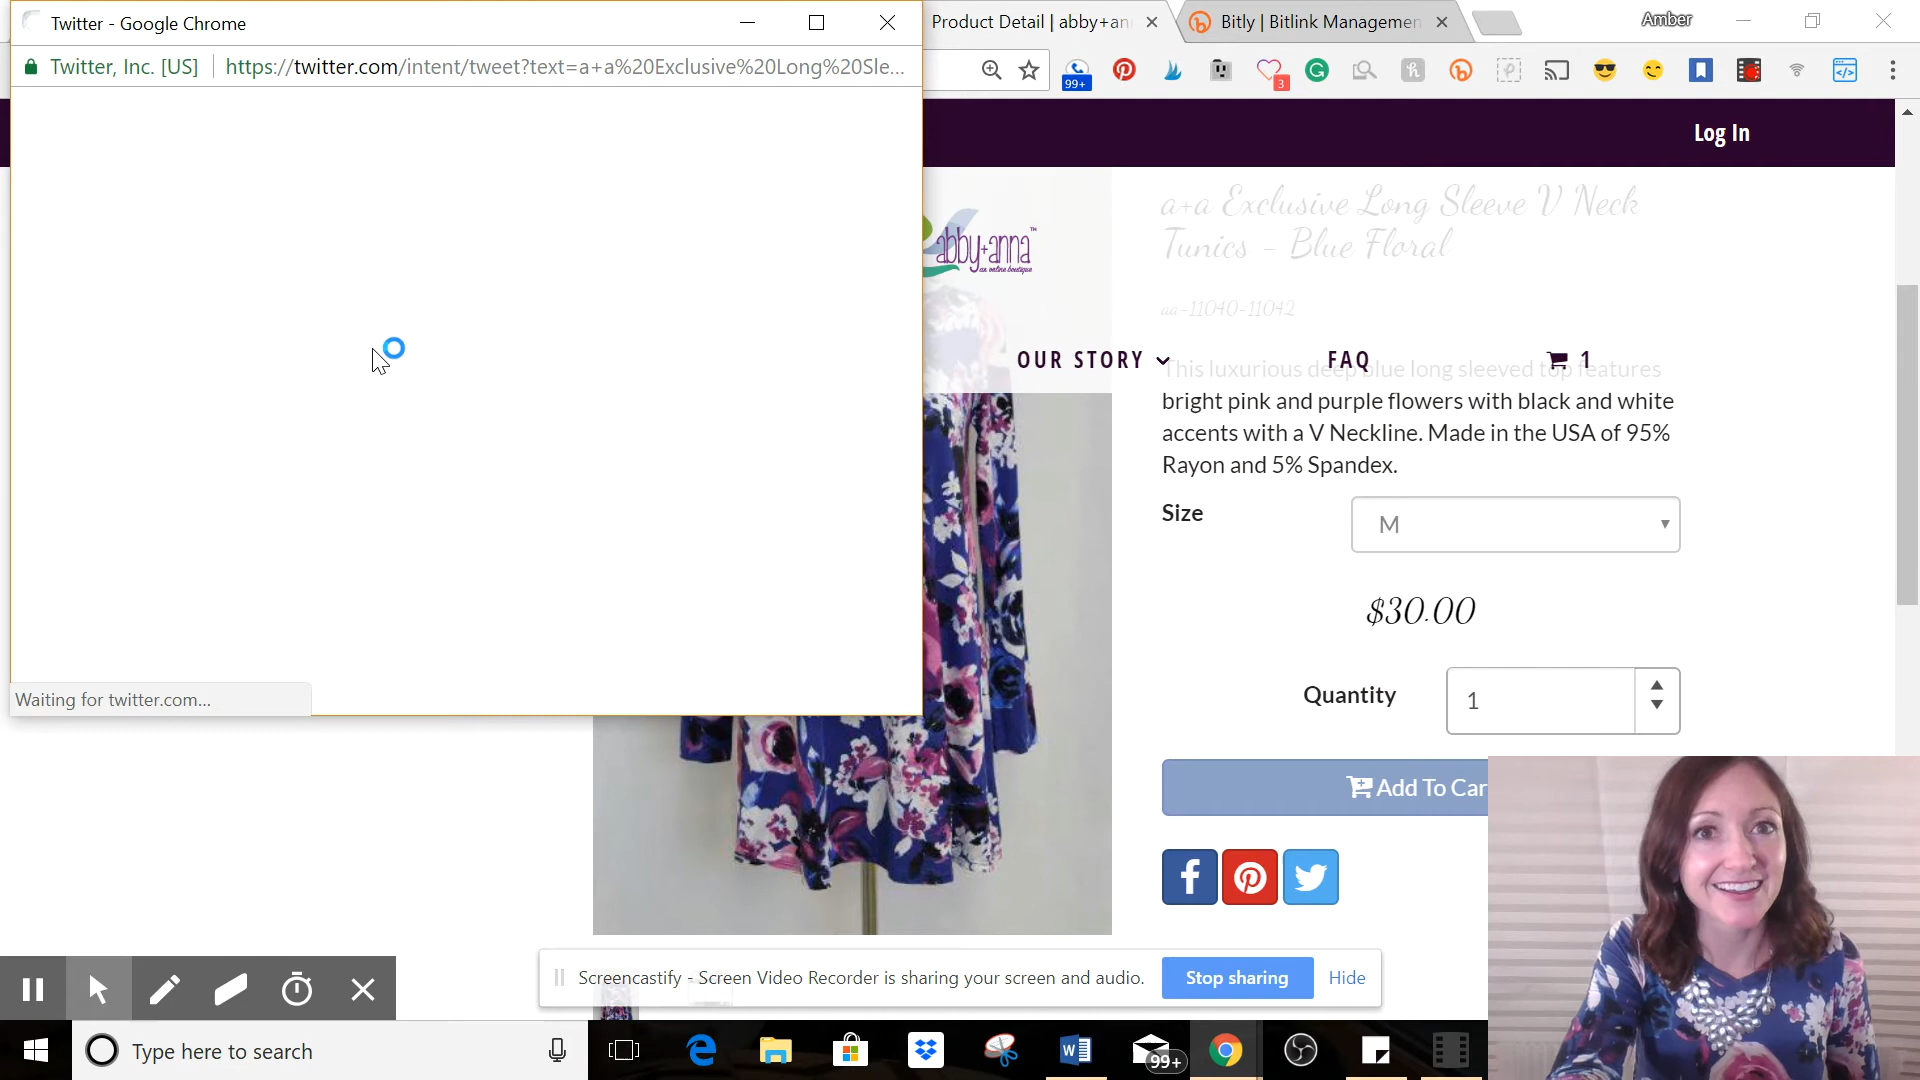 Twitter - Google Chrome
Product Detail | abby+an
Bitly | Bitlink Managemen
Amber
Twitter, Inc. [US]
https://twitter.com/intent/tweet?text=a+a%20Exclusive%20Long%20Sle...
99+
3
Log In
abby+anna™
an online boutique
a+a Exclusive Long Sleeve V Neck
Tunics - Blue Floral
aa-11040-11042
OUR STORY
FAQ
1
This luxurious deep blue long sleeved top features
bright pink and purple flowers with black and white
accents with a V Neckline. Made in the USA of 95%
Rayon and 5% Spandex.
Size
M
$30.00
Quantity
1
Add To Car
Waiting for twitter.com...
Screencastify - Screen Video Recorder is sharing your screen and audio.
Stop sharing
Hide
Type here to search
99+